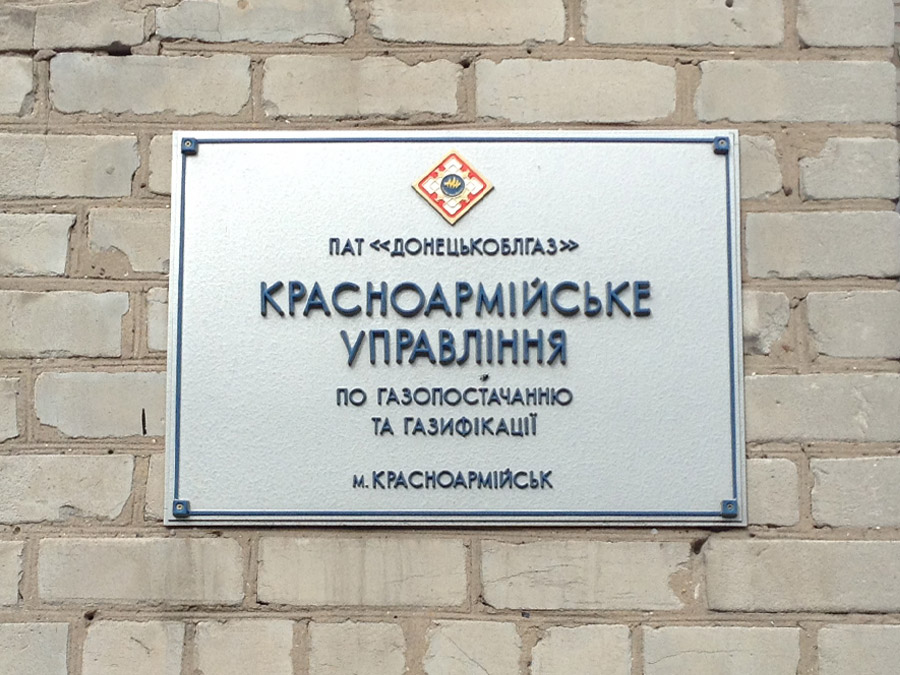 ПАТ <<ДОНЕЦЬКОБЛГАЗ>>
КРАСНОАРМІЙСЬКЕ
УПРАВЛІННЯ
ПО ГАЗОПОСТАЧАННЮ
ТА ГАЗИФІКАЦІЇ
м. КРАСНОАРМІЙСЬК